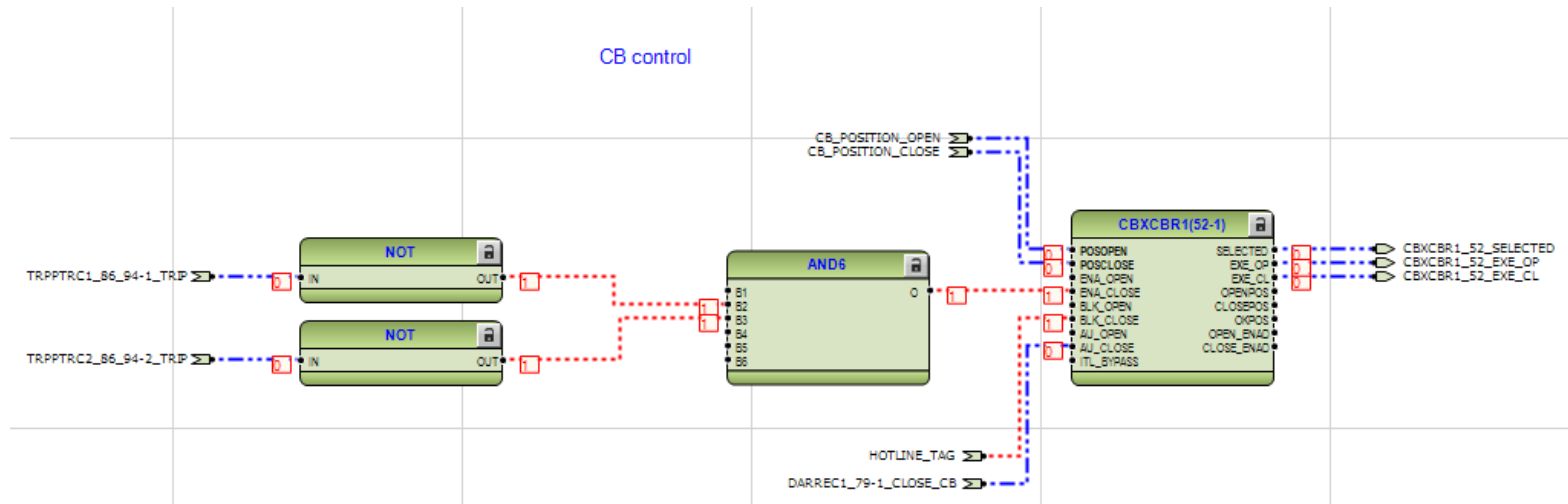 CB control
CB_POSITION_OPEN
CB_POSITION_CLOSE
TRPPTRC1_86_94-1_TRIP
0
NOT
IN
OUT
1
TRPPTRC2_86_94-2_TRIP
0
NOT
IN
OUT
1
1
1
AND6
B1
B2
B3
B4
B5
B6
O
1
HOTLINE_TAG
DARREC1_79-1_CLOSE_CB
0
0
1
1
0
CBXCBR1(52-1)
POSOPEN
POSCLOSE
ENA_OPEN
ENA_CLOSE
BLK_OPEN
BLK_CLOSE
AU_OPEN
AU_CLOSE
ITL_BYPASS
SELECTED
EXE_OP
EXE_CL
OPENPOS
CLOSEPOS
OKPOS
OPEN_ENAD
CLOSE_ENAD
0
0
0
CBXCBR1_52_SELECTED
CBXCBR1_52_EXE_OP
CBXCBR1_52_EXE_CL